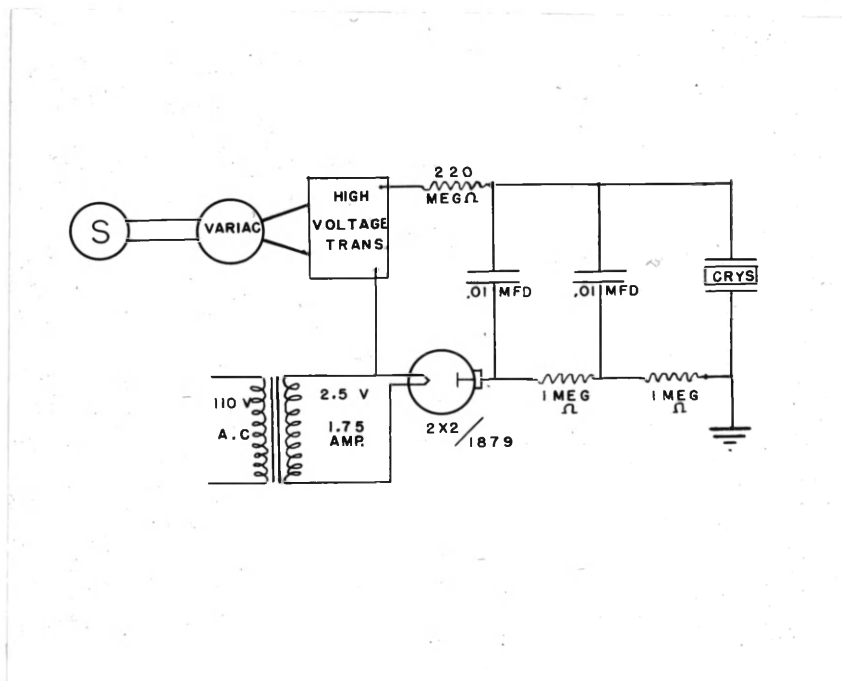 220
MEG Ω
HIGH
VOLTAGE
TRANS.
S
VARIAC
.01 MFD
.01 MFD
CRYS
110 V
A.C
2.5 V
1.75
AMP.
2X2/1879
1 MEG
Ω
1 MEG
Ω